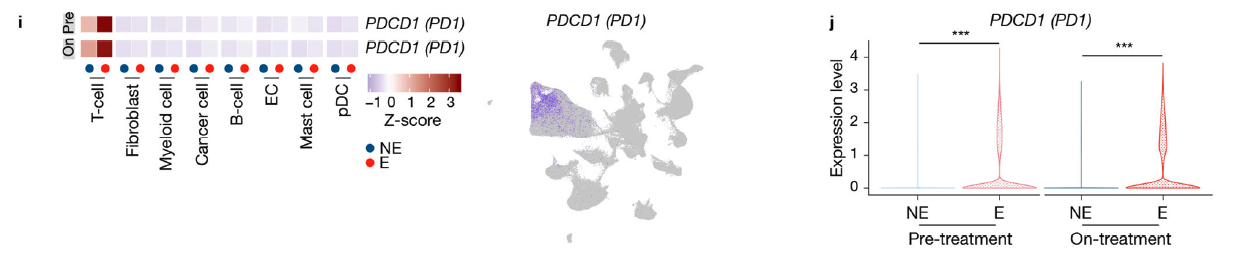 i
Pre
On
PDCD1 (PD1)
PDCD1 (PD1)
T-cell
Fibroblast
Myeloid cell
Cancer cell
B-cell
EC
Mast cell
pDC
−1 0 1 2 3
Z-score
NE
E
PDCD1 (PD1)
j
PDCD1 (PD1)
***
***
Expression level
4
3
2
1
0
NE E NE E
Pre-treatment On-treatment